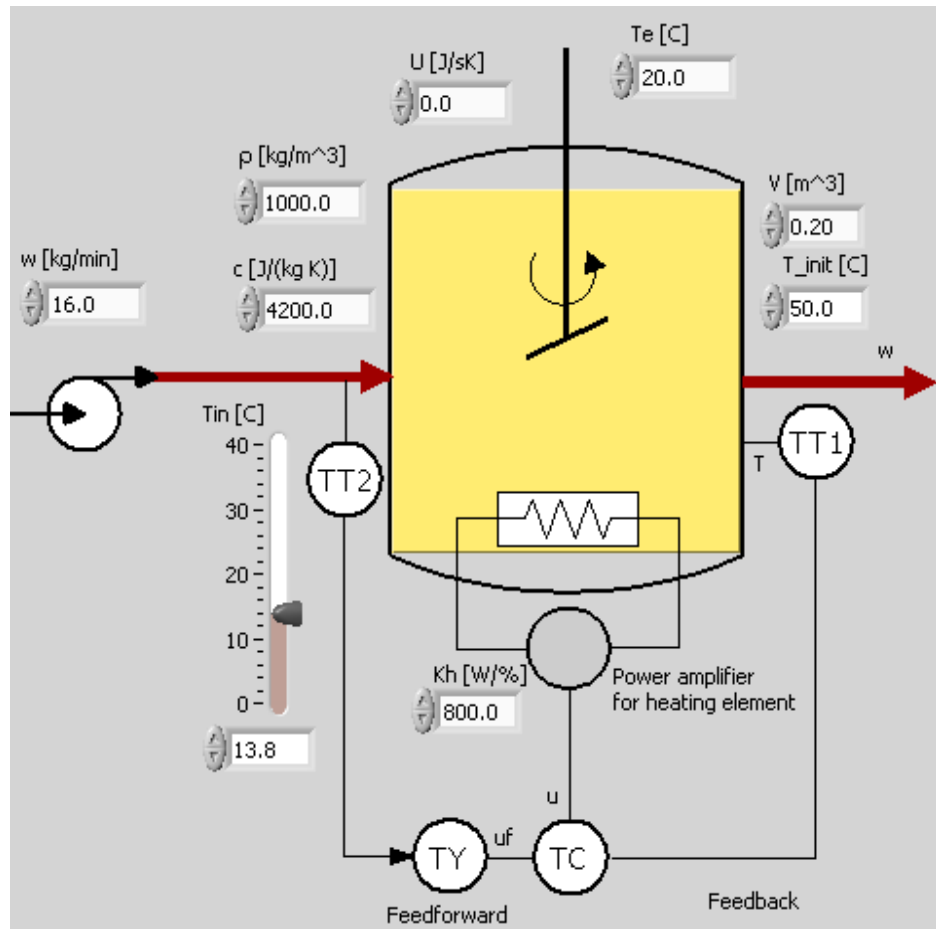 Te [C]
20.0
U [J/sK]
0.0
ρ [kg/m^3]
1000.0
V [m^3]
0.20
w [kg/min]
16.0
c [J/(kg K)]
4200.0
T_init [C]
50.0
w
Tin [C]
40
30
20
10
0
13.8
TT2
TT1
T
Kh [W/%]
800.0
Power amplifier
for heating element
u
uf
TY
TC
Feedforward
Feedback